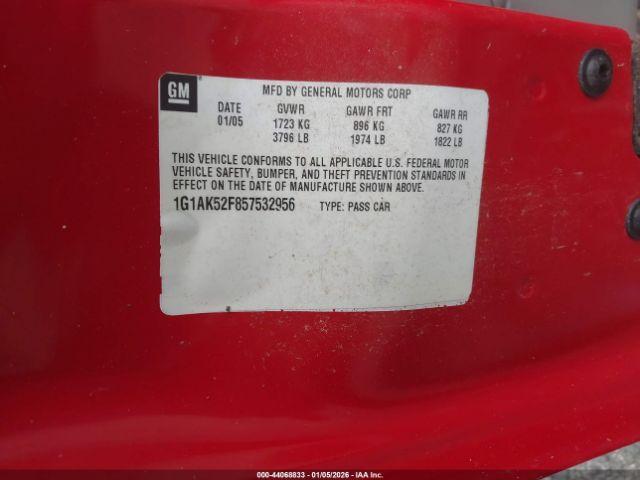 GM
MFD BY GENERAL MOTORS CORP
DATE GVWR GAWR FRT GAWR RR
01/05 1723 KG 896 KG 827 KG
3796 LB 1974 LB 1822 LB
THIS VEHICLE CONFORMS TO ALL APPLICABLE U.S. FEDERAL MOTOR
VEHICLE SAFETY, BUMPER, AND THEFT PREVENTION STANDARDS IN
EFFECT ON THE DATE OF MANUFACTURE SHOWN ABOVE.
1G1AK52F857532956 TYPE: PASS CAR
000-44068833 - 01/05/2026 - IAA Inc.